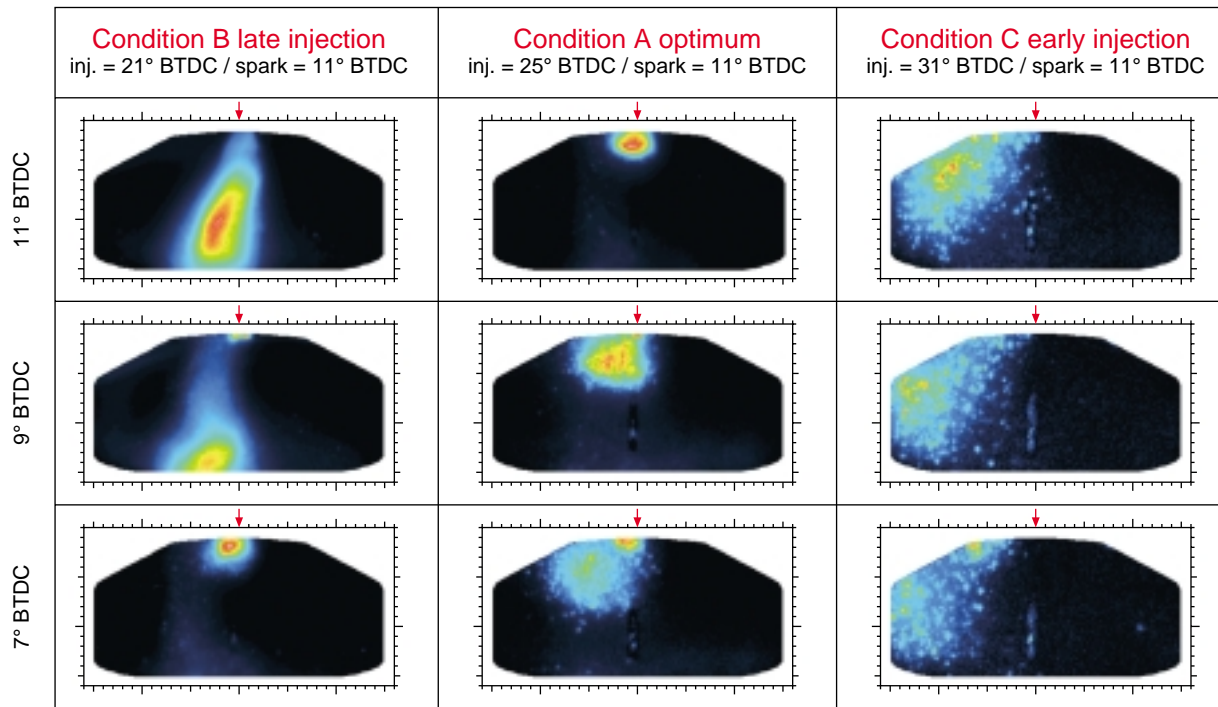 Condition B late injection
inj. = 21° BTDC / spark = 11° BTDC
Condition A optimum
inj. = 25° BTDC / spark = 11° BTDC
Condition C early injection
inj. = 31° BTDC / spark = 11° BTDC
11° BTDC
9° BTDC
7° BTDC